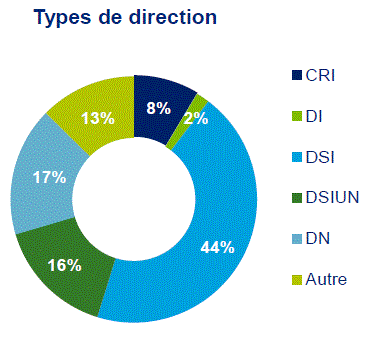 Types de direction
8%
2%
44%
16%
17%
13%
CRI
DI
DSI
DSIUN
DN
Autre